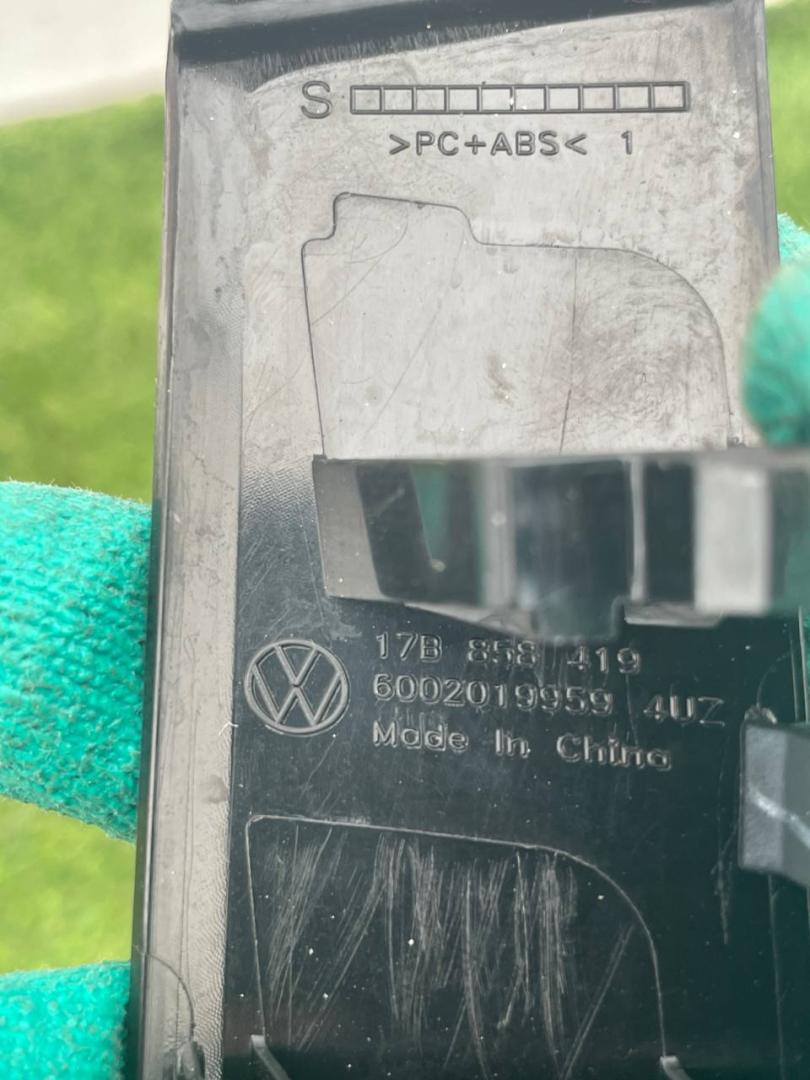 S
>PC+ABS< 1
17B 858 419
6002019959 4UZ
Made In China